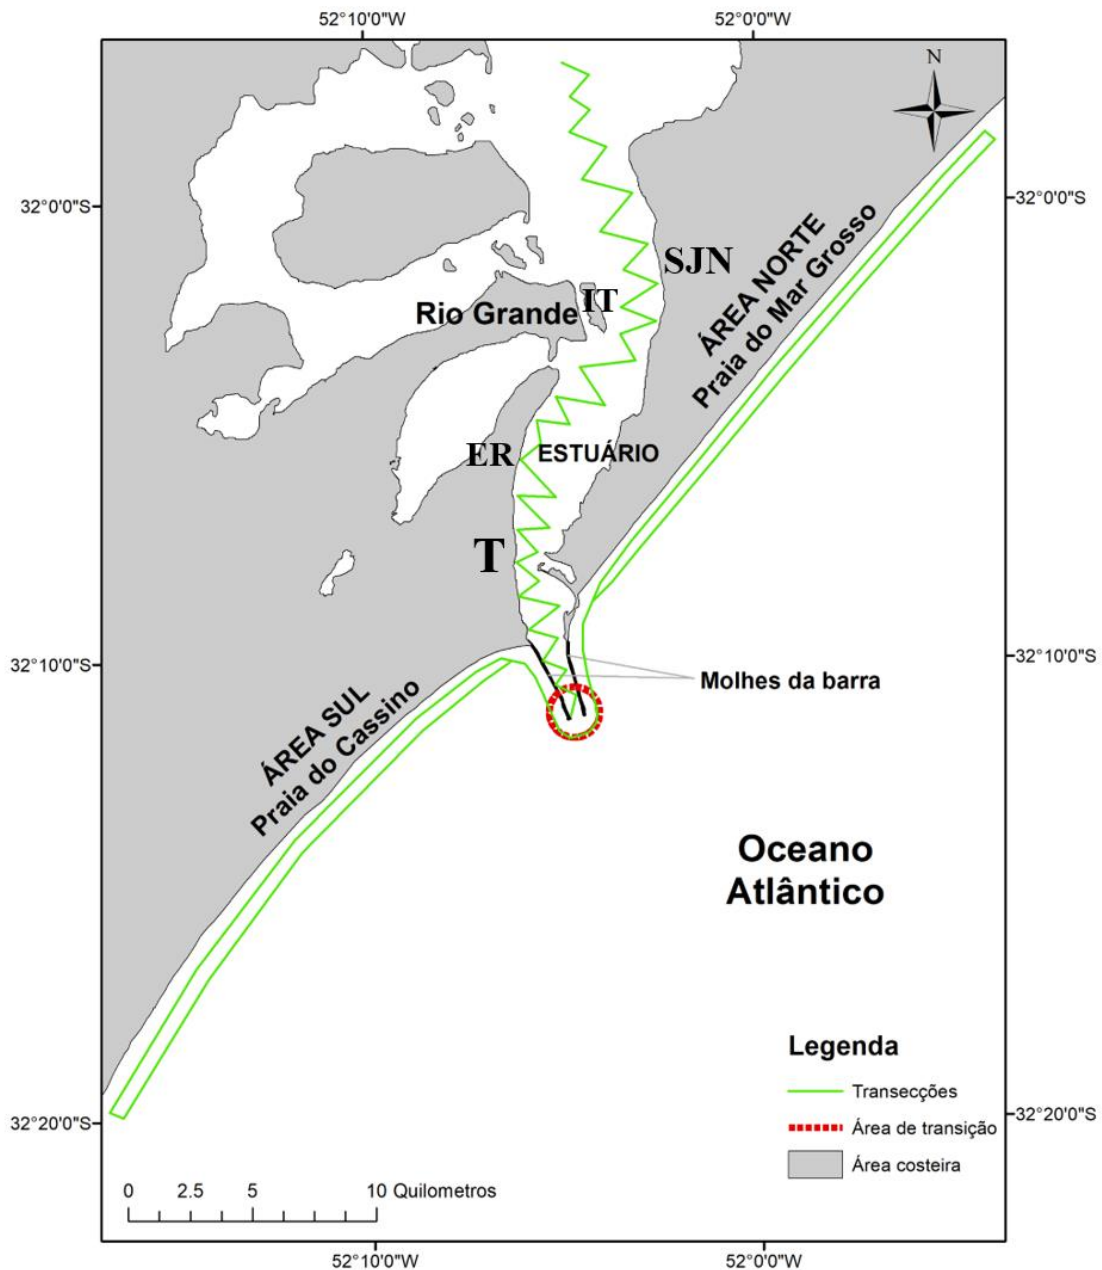 52°10'0"W
52°0'0"W
N
32°0'0"S
32°0'0"S
SJN
ÁREA NORTE
Praia do Mar Grosso
IT
Rio Grande
ER
ESTUÁRIO
T
32°10'0"S
32°10'0"S
Molhes da barra
ÁREA SUL
Praia do Cassino
Oceano
Atlântico
Legenda
Transecções
Área de transição
Área costeira
32°20'0"S
32°20'0"S
0 2.5 5 10 Quilometros
52°10'0"W
52°0'0"W